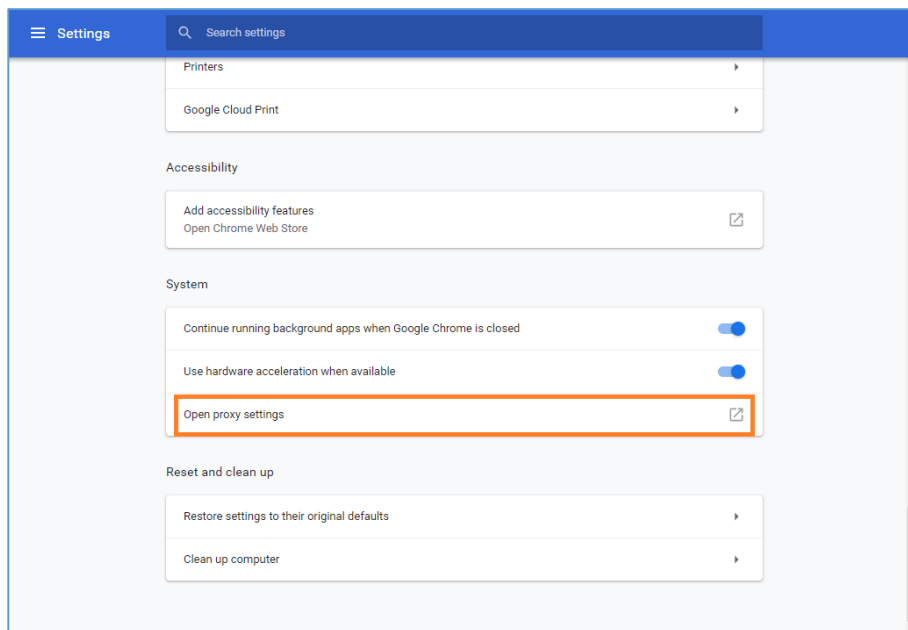 Settings
Search settings
Printers
Google Cloud Print
Accessibility
Add accessibility features
Open Chrome Web Store
System
Continue running background apps when Google Chrome is closed
Use hardware acceleration when available
Open proxy settings
Reset and clean up
Restore settings to their original defaults
Clean up computer